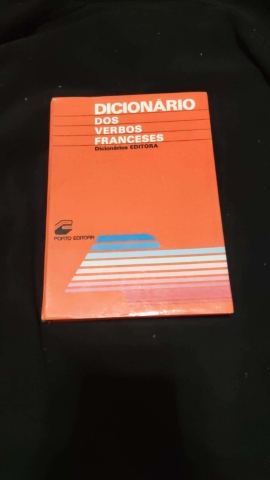 DICIONÁRIO
DOS
VERBOS
FRANCESES
Dicionários EDITORA
PORTO EDITORA